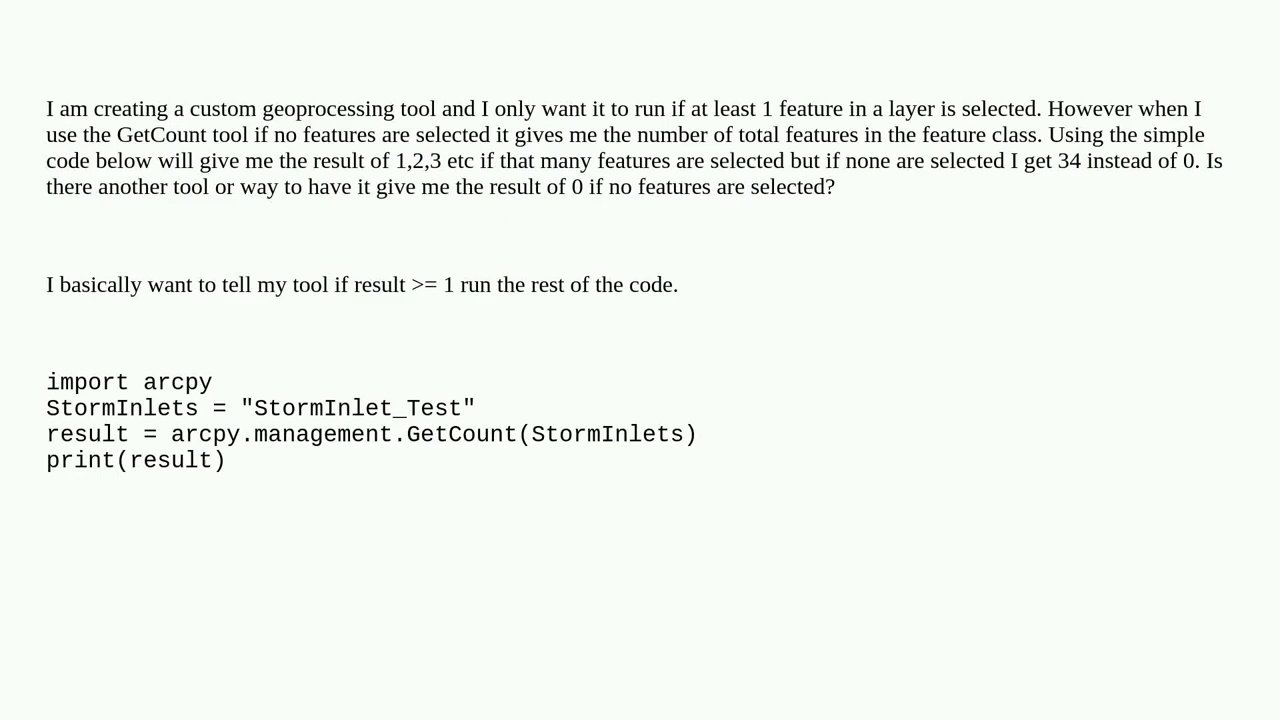 I am creating a custom geoprocessing tool and I only want it to run if at least 1 feature in a layer is selected. However when I
use the GetCount tool if no features are selected it gives me the number of total features in the feature class. Using the simple
code below will give me the result of 1,2,3 etc if that many features are selected but if none are selected I get 34 instead of 0. Is
there another tool or way to have it give me the result of 0 if no features are selected?
I basically want to tell my tool if result >= 1 run the rest of the code.
import arcpy
StormInlets = "StormInlet_Test"
result = arcpy.management.GetCount(StormInlets)
print(result)